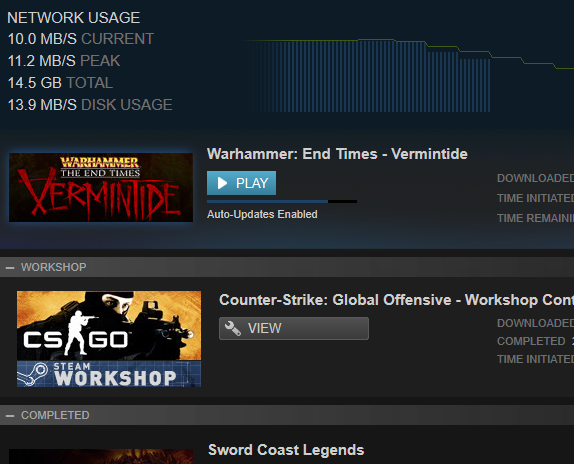 NETWORK USAGE
10.0 MB/S CURRENT
11.2 MB/S PEAK
14.5 GB TOTAL
13.9 MB/S DISK USAGE
WARHAMMER
THE END TIMES
VERMINTIDE
Warhammer: End Times - Vermintide
PLAY
Auto-Updates Enabled
DOWNLOADED
TIME INITIATED
TIME REMAININ
WORKSHOP
CS GO
STEAM
WORKSHOP
Counter-Strike: Global Offensive - Workshop Cont
VIEW
DOWNLOADED
COMPLETED 2
TIME INITIATED
COMPLETED
Sword Coast Legends